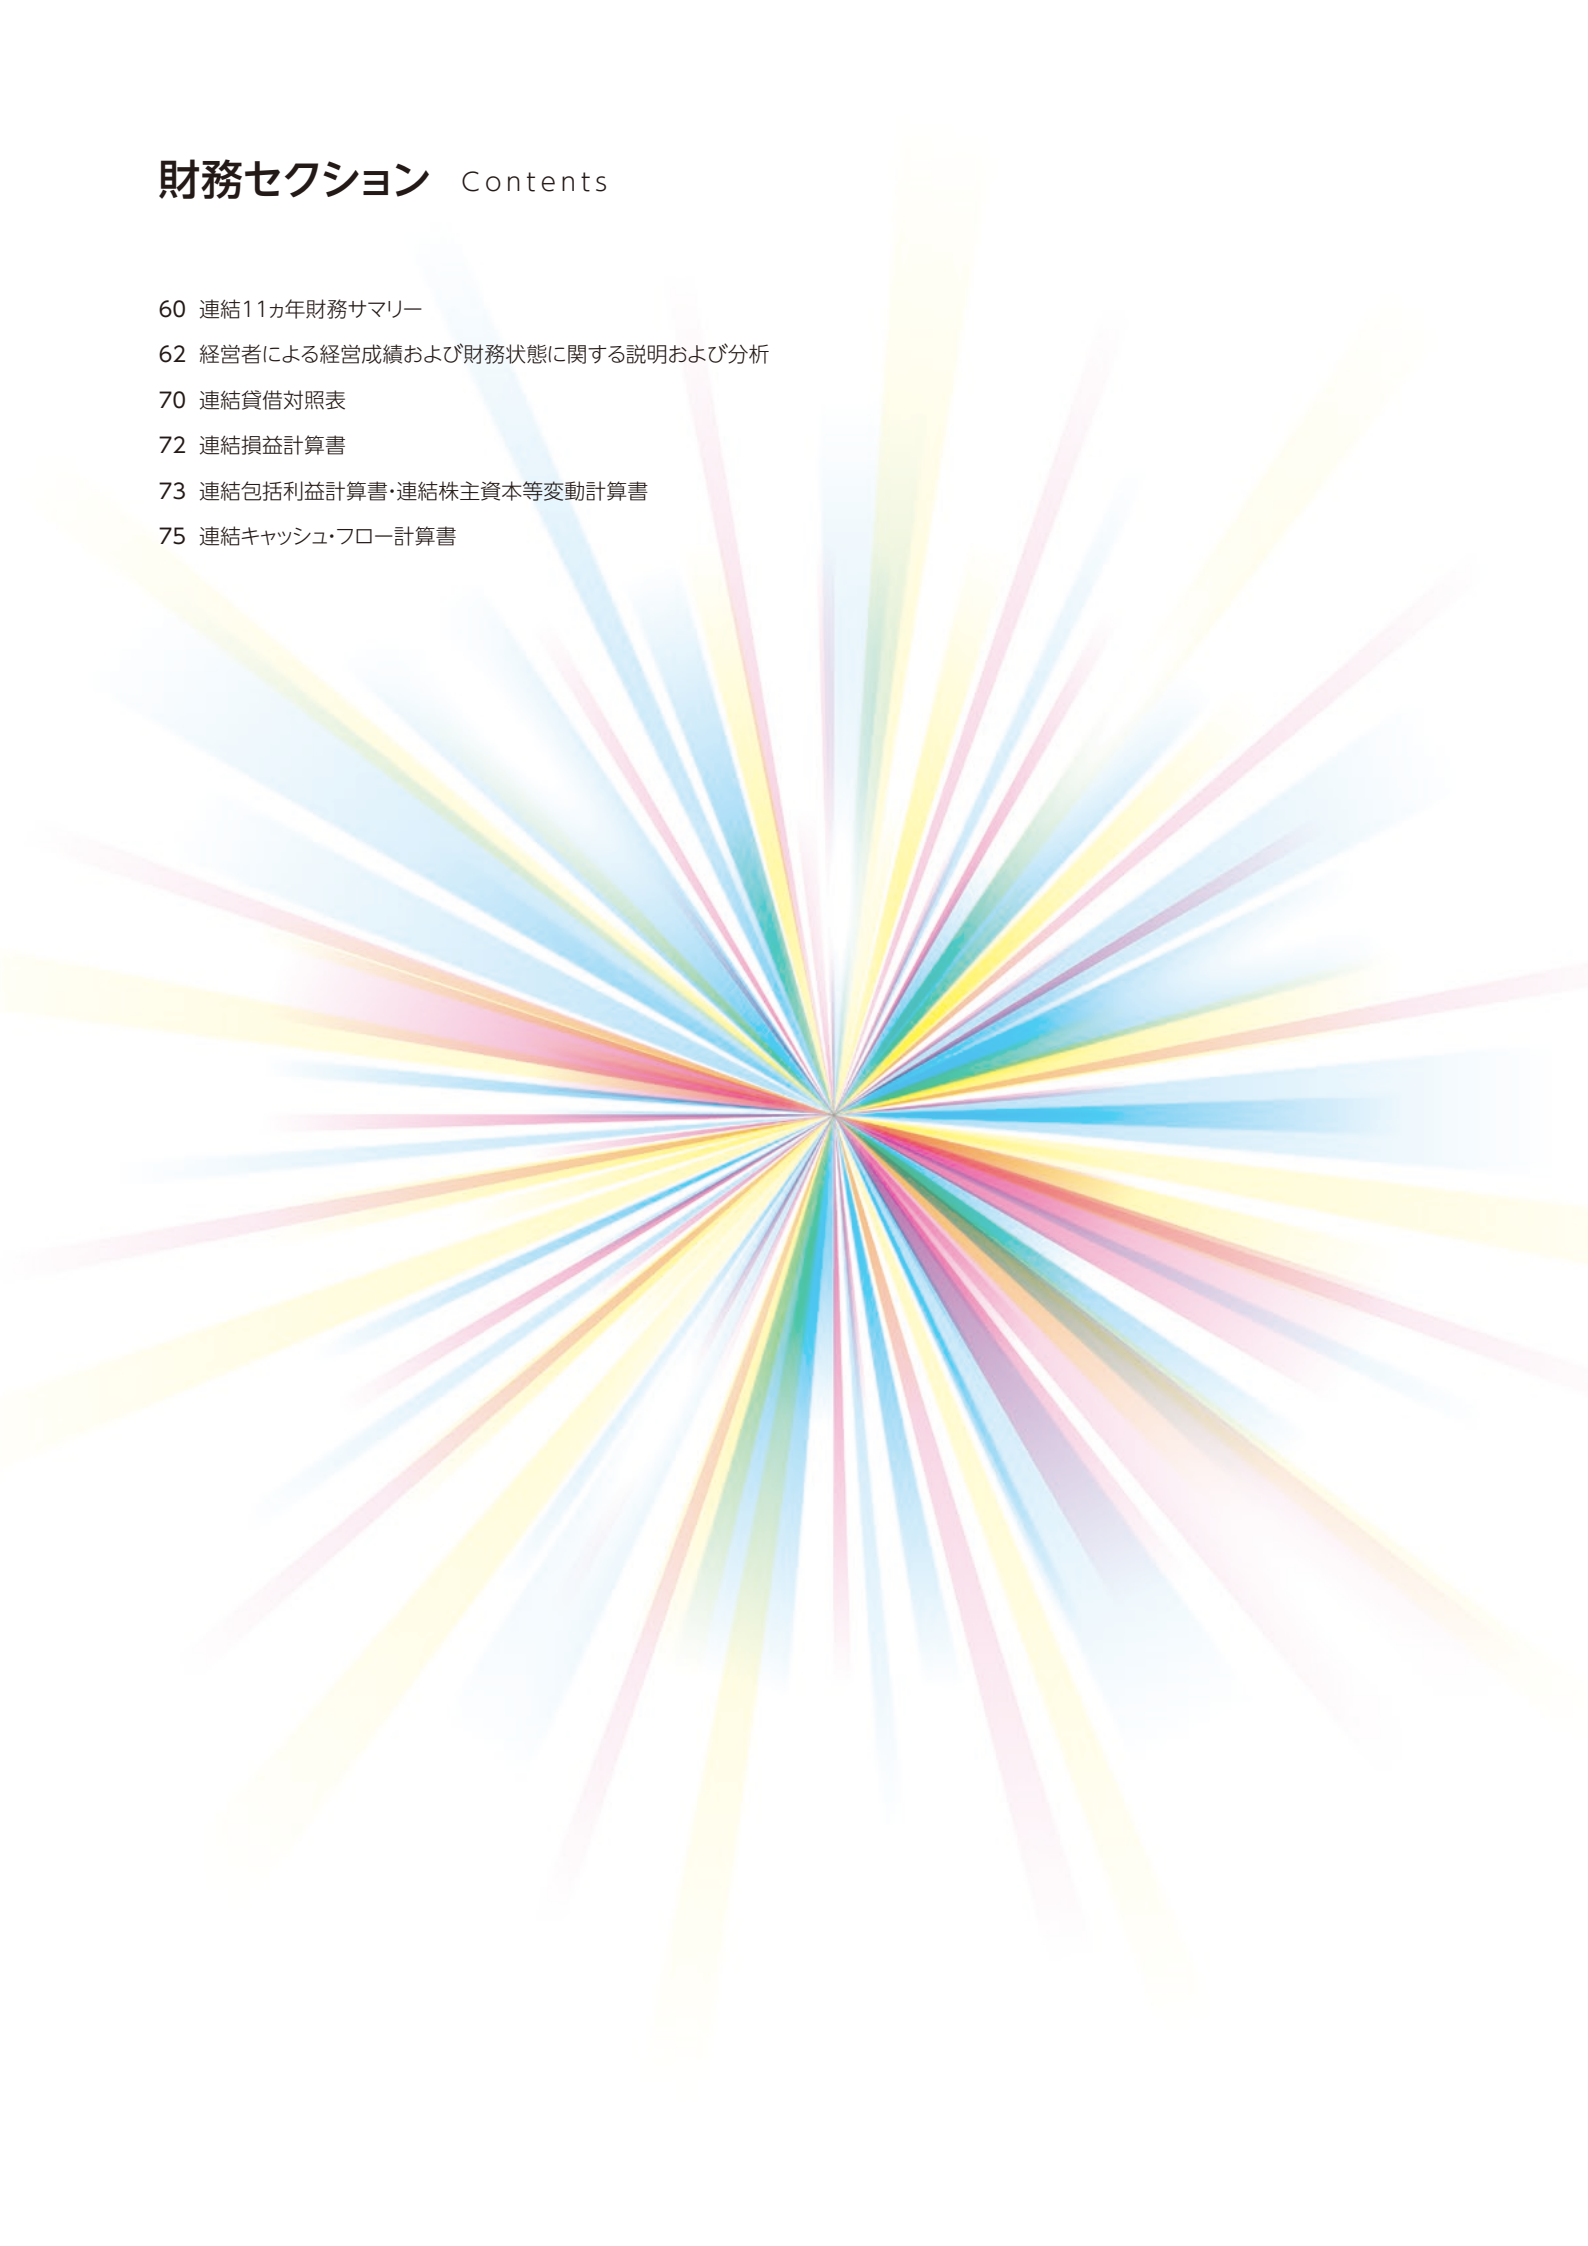 財務セクション Contents
60 連結11ヵ年財務サマリー
62 経営者による経営成績および財務状態に関する説明および分析
70 連結貸借対照表
72 連結損益計算書
73 連結包括利益計算書・連結株主資本等変動計算書
75 連結キャッシュ・フロー計算書